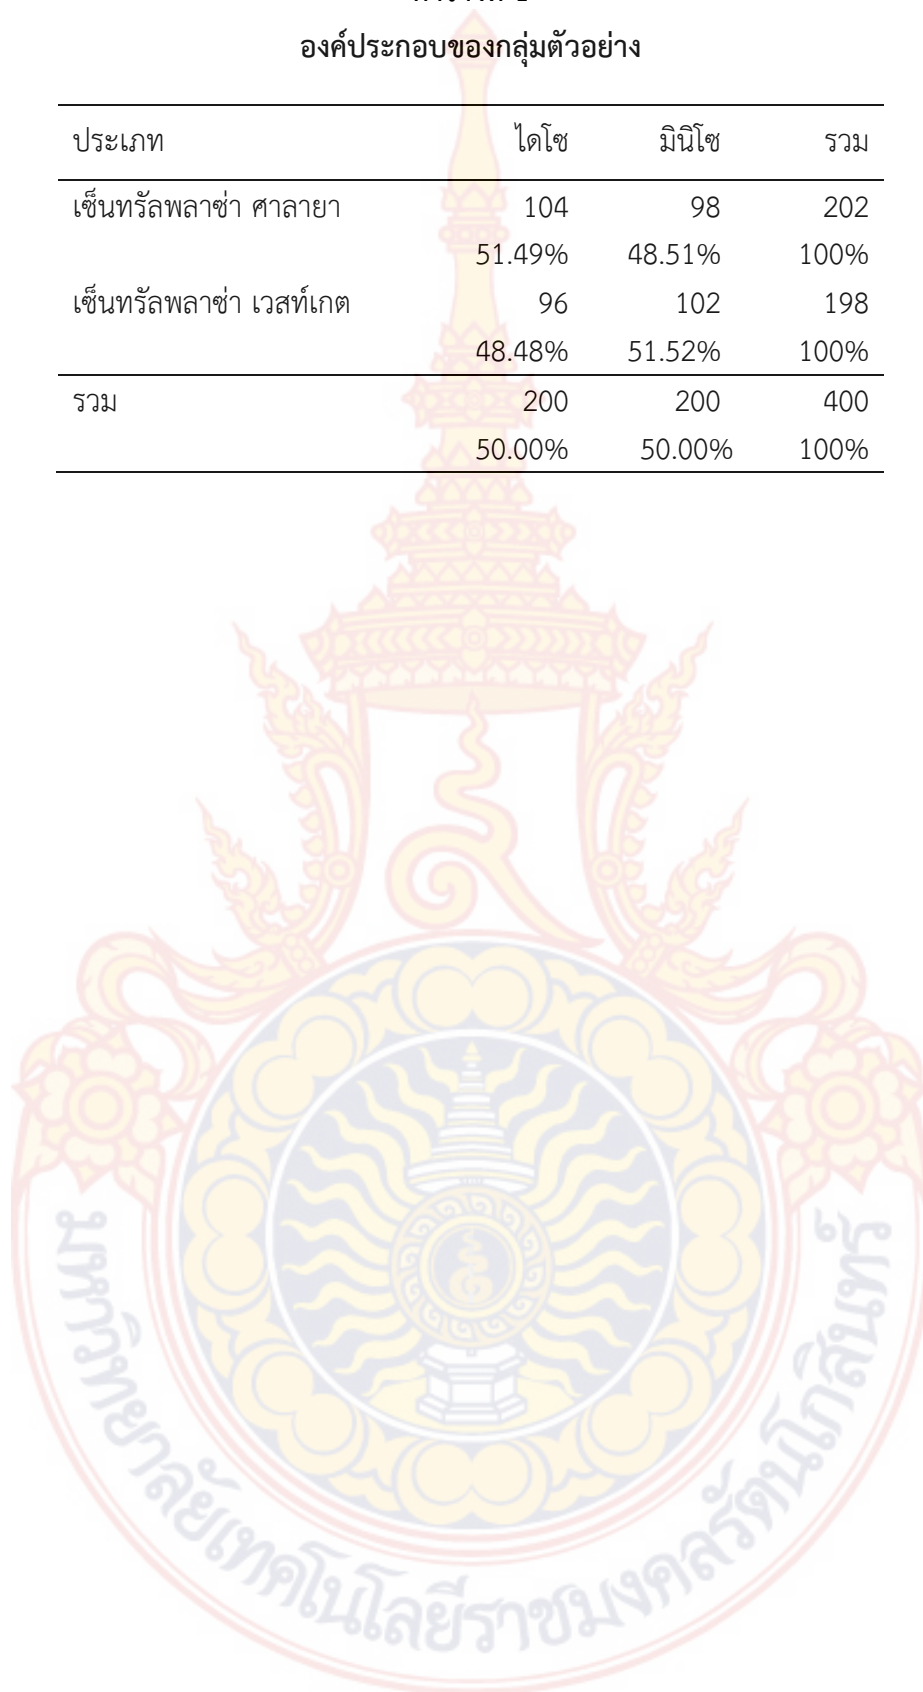 องค์ประกอบของกลุ่มตัวอย่าง
ประเภท ไดโซ มินิโซ รวม
เซ็นทรัลพลาซ่า ศาลายา 104 98 202
51.49% 48.51% 100%
เซ็นทรัลพลาซ่า เวสท์เกต 96 102 198
48.48% 51.52% 100%
รวม 200 200 400
50.00% 50.00% 100%
มหาวิทยาลัยเทคโนโลยีราชมงคลรัตนโกสินทร์